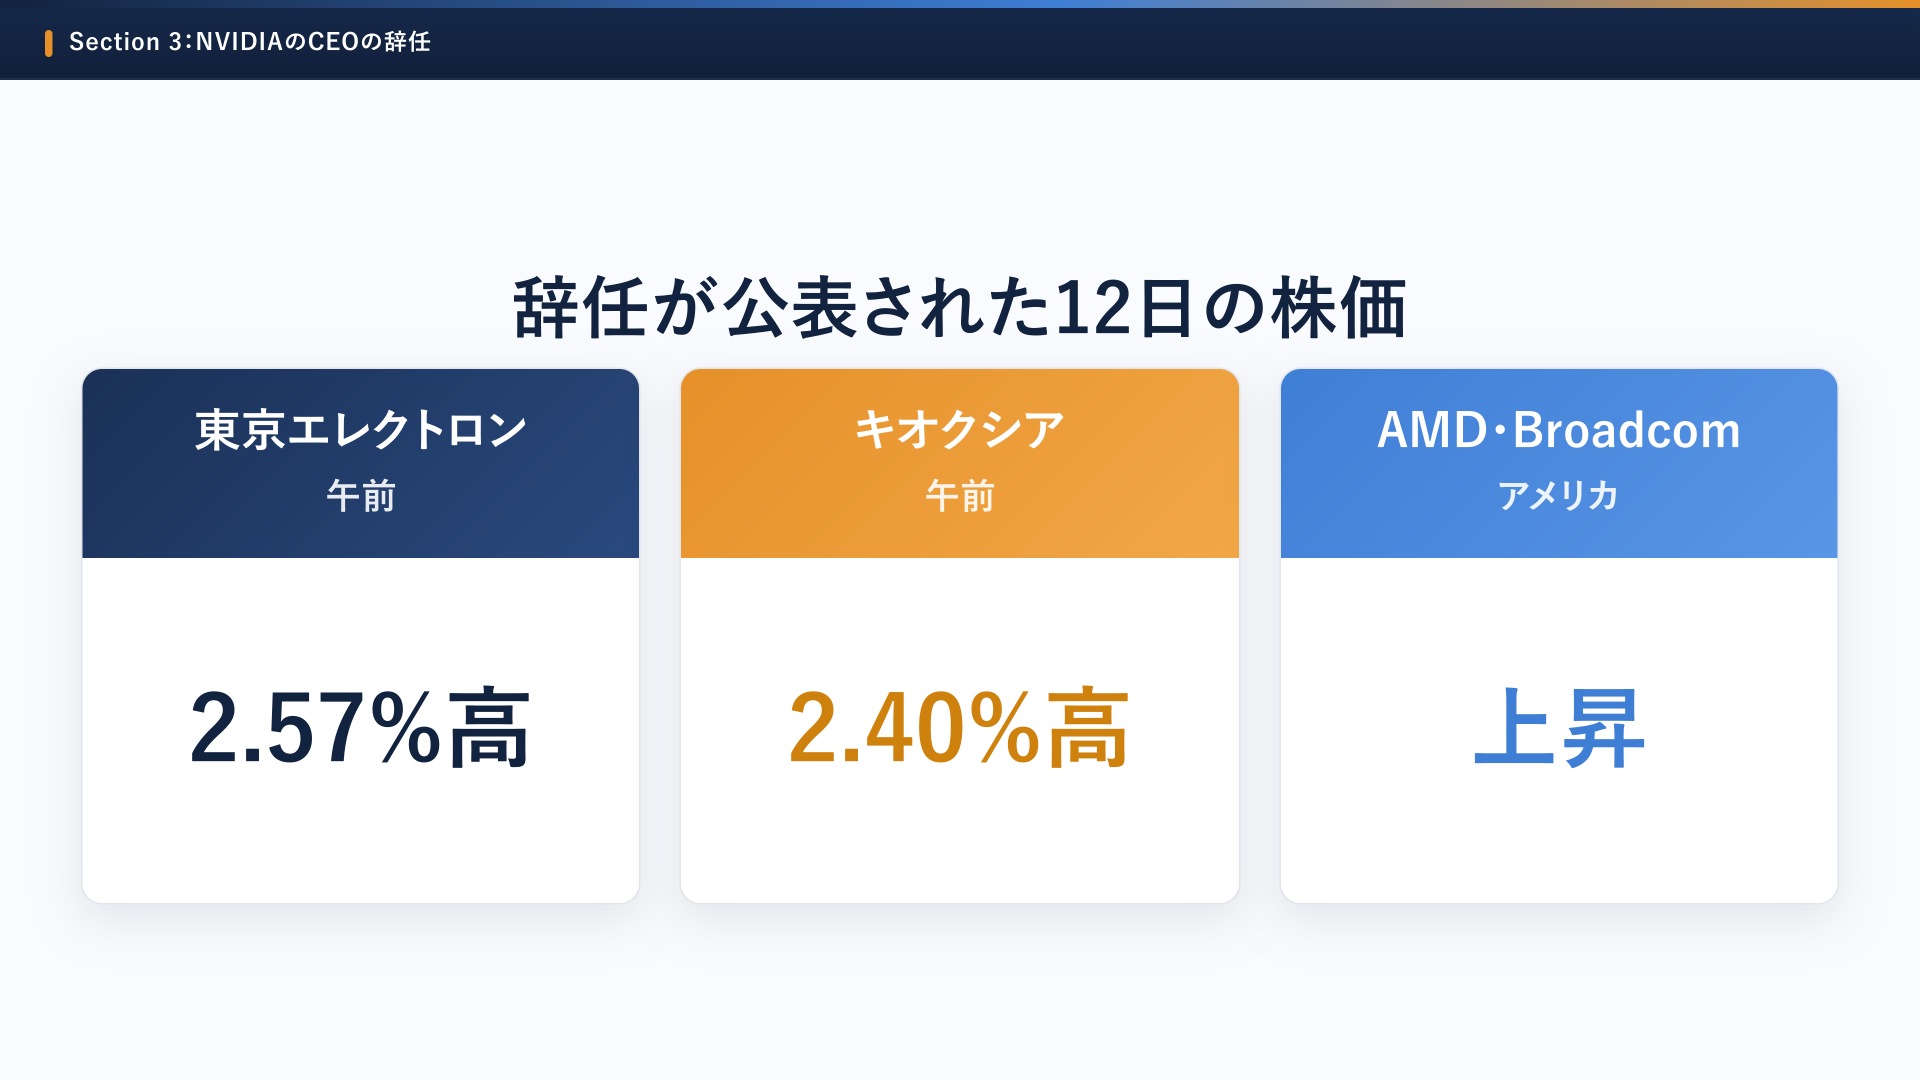 Section 3：NVIDIAのCEOの辞任
辞任が公表された12日の株価
東京エレクトロン
午前
2.57%高
キオクシア
午前
2.40%高
AMD・Broadcom
アメリカ
上昇